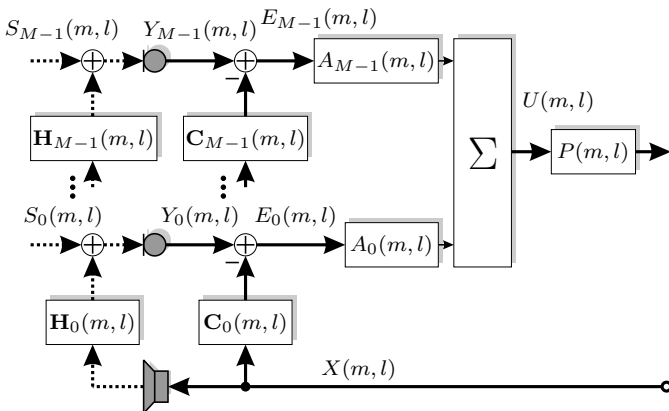 S_{M−1}(m, l) Y_{M−1}(m, l) E_{M−1}(m, l)
A_{M−1}(m, l)
−
U(m, l)
H_{M−1}(m, l) C_{M−1}(m, l)
∑ P(m, l)
S_0(m, l) Y_0(m, l) E_0(m, l)
A_0(m, l)
−
H_0(m, l) C_0(m, l)
X(m, l)